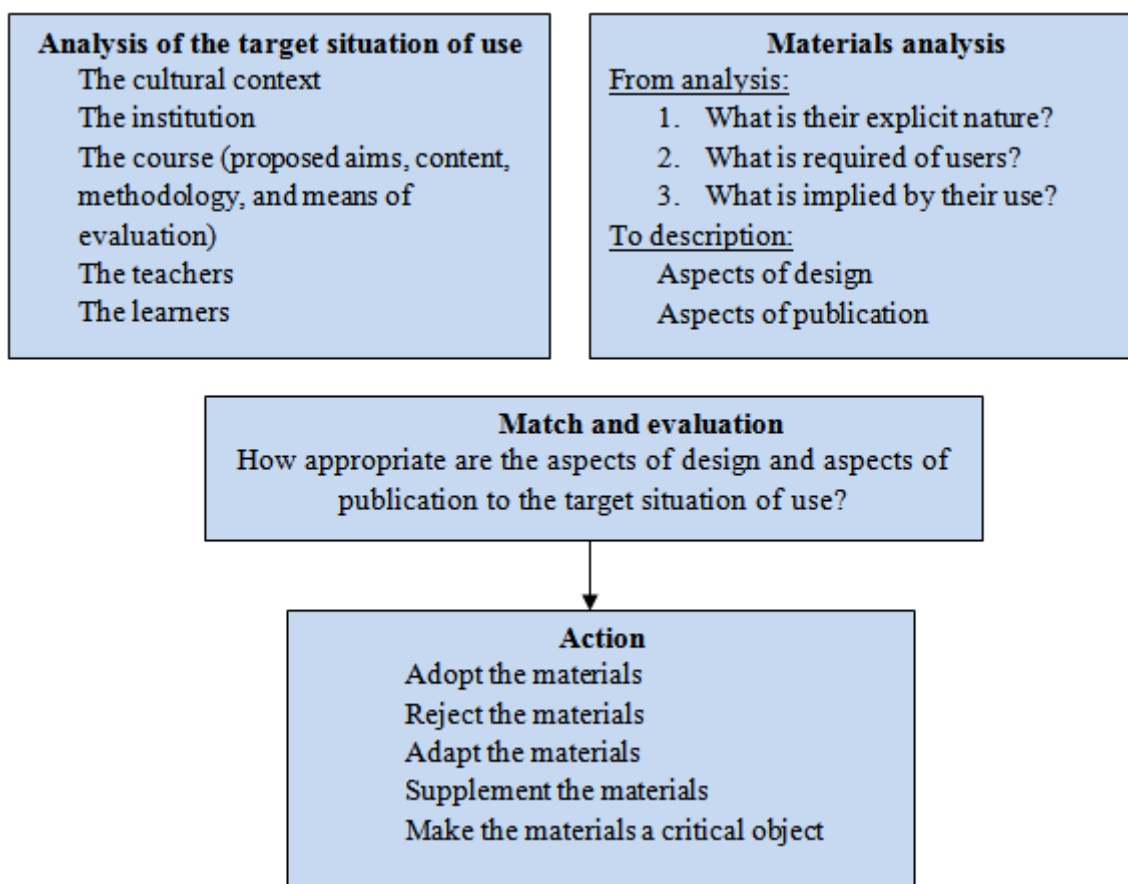 Analysis of the target situation of use
The cultural context
The institution
The course (proposed aims, content,
methodology, and means of
evaluation)
The teachers
The learners
Materials analysis
From analysis:
1. What is their explicit nature?
2. What is required of users?
3. What is implied by their use?
To description:
Aspects of design
Aspects of publication
Match and evaluation
How appropriate are the aspects of design and aspects of
publication to the target situation of use?
Action
Adopt the materials
Reject the materials
Adapt the materials
Supplement the materials
Make the materials a critical object